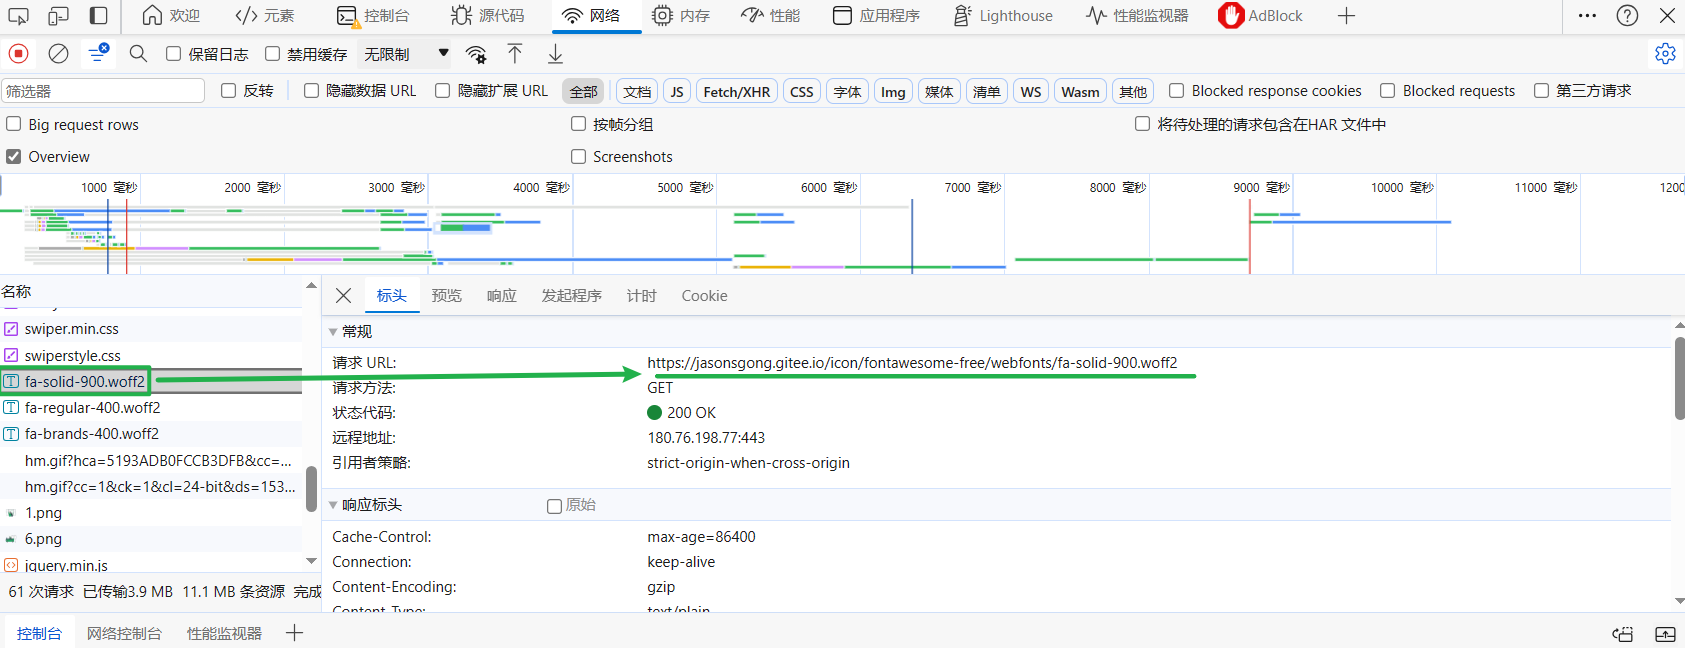 欢迎 元素 控制台 源代码 网络 内存 性能 应用程序 Lighthouse 性能监视器 AdBlock
保留日志 禁用缓存 无限制
筛选器 反转 隐藏数据 URL 隐藏扩展 URL 全部 文档 JS Fetch/XHR CSS 字体 Img 媒体 清单 WS Wasm 其他 Blocked response cookies Blocked requests 第三方请求
Big request rows 按帧分组 将待处理的请求包含在HAR 文件中
Overview Screenshots
1000 毫秒 2000 毫秒 3000 毫秒 4000 毫秒 5000 毫秒 6000 毫秒 7000 毫秒 8000 毫秒 9000 毫秒 10000 毫秒 11000 毫秒 1200
名称
swiper.min.css
swiperstyle.css
fa-solid-900.woff2
fa-regular-400.woff2
fa-brands-400.woff2
hm.gif?hca=5193ADB0FCCB3DFB&cc=...
hm.gif?cc=1&ck=1&cl=24-bit&ds=153...
1.png
6.png
jquery.min.js
61 次请求 已传输3.9 MB 11.1 MB 条资源 完成
标头 预览 响应 发起程序 计时 Cookie
常规
请求 URL: https://jasonsgong.gitee.io/icon/fontawesome-free/webfonts/fa-solid-900.woff2
请求方法: GET
状态代码: 200 OK
远程地址: 180.76.198.77:443
引用者策略: strict-origin-when-cross-origin
响应标头 原始
Cache-Control: max-age=86400
Connection: keep-alive
Content-Encoding: gzip
Content-Type: text/plain
控制台 网络控制台 性能监视器